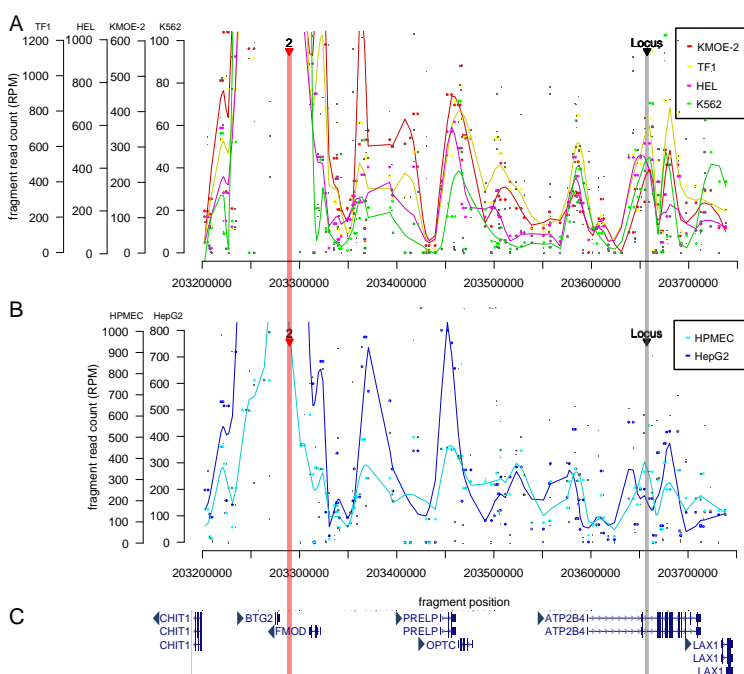 A
TF1 HEL KMOE-2 K562
fragment read count (RPM)
1200 1000 800 600 400 200 0
1000 800 600 400 200 0
600 500 400 300 200 100 0
100 80 60 40 20 0
2 Locus
KMOE-2
TF1
HEL
K562
203200000 203300000 203400000 203500000 203600000 203700000
B
HPMEC HepG2
fragment read count (RPM)
1000 900 800 700 600 500 400 300 200 100 0
800 700 600 500 400 300 200 100 0
2 Locus
HPMEC
HepG2
203200000 203300000 203400000 203500000 203600000 203700000
fragment position
C
CHIT1 BTG2 PRELP ATP2B4
CHIT1 FMOD PRELP ATP2B4
CHIT1 OPTC LAX1
LAX1
LAX1